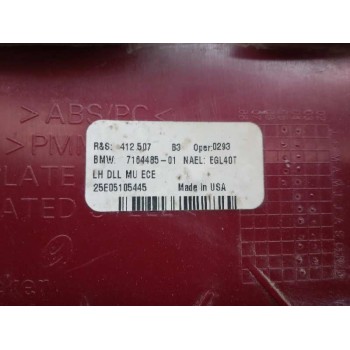 >ABS/PC<
>PM
R&S: 412 507 B3 Oper:0293
BMW: 7164485-01 NAEL: EGL40T
LH DLL MU ECE
25E05105445 Made in USA
PLATE
ATED